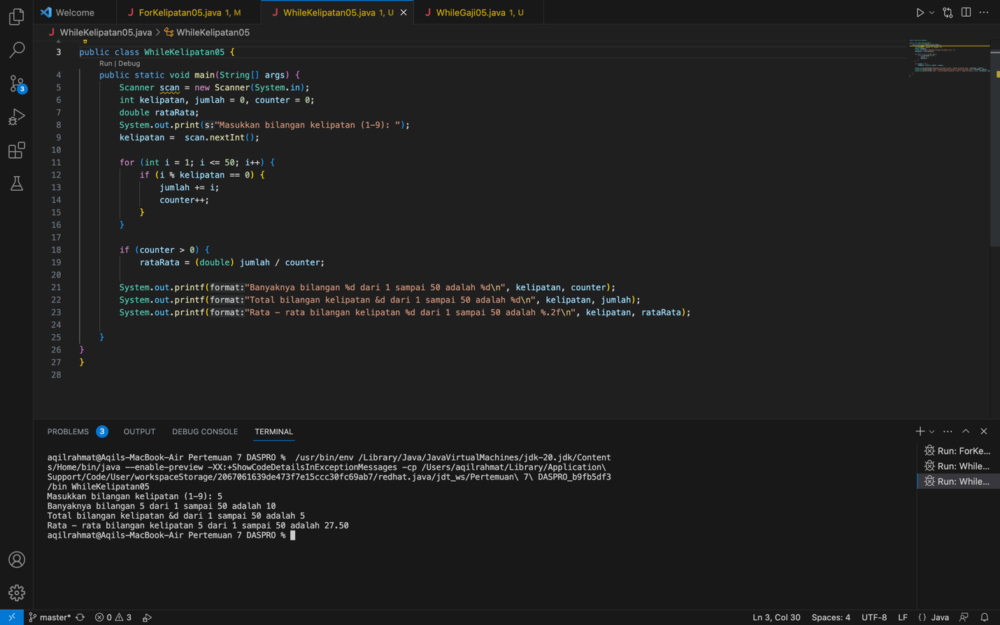 Welcome
J ForKelipatan05.java 1, M
J WhileKelipatan05.java 1, U
J WhileGaji05.java 1, U
J WhileKelipatan05.java > WhileKelipatan05
3 public class WhileKelipatan05 {
Run | Debug
4 public static void main(String[] args) {
5 Scanner scan = new Scanner(System.in);
6 int kelipatan, jumlah = 0, counter = 0;
7 double rataRata;
8 System.out.print(s:"Masukkan bilangan kelipatan (1-9): ");
9 kelipatan =  scan.nextInt();
10
11 for (int i = 1; i <= 50; i++) {
12 if (i % kelipatan == 0) {
13 jumlah += i;
14 counter++;
15 }
16 }
17
18 if (counter > 0) {
19 rataRata = (double) jumlah / counter;
20
21 System.out.printf(format:"Banyaknya bilangan %d dari 1 sampai 50 adalah %d\n", kelipatan, counter);
22 System.out.printf(format:"Total bilangan kelipatan &d dari 1 sampai 50 adalah %d\n", kelipatan, jumlah);
23 System.out.printf(format:"Rata - rata bilangan kelipatan %d dari 1 sampai 50 adalah %.2f\n", kelipatan, rataRata);
24
25 }
26 }
27 }
28
3
PROBLEMS 3 OUTPUT DEBUG CONSOLE TERMINAL
aqilrahmat@Aqils-MacBook-Air Pertemuan 7 DASPRO %  /usr/bin/env /Library/Java/JavaVirtualMachines/jdk-20.jdk/Content
s/Home/bin/java --enable-preview -XX:+ShowCodeDetailsInExceptionMessages -cp /Users/aqilrahmat/Library/Application\
Support/Code/User/workspaceStorage/2067061639de473f7e15ccc30fc69ab7/redhat.java/jdt_ws/Pertemuan\ 7\ DASPRO_b9fb5df3
/bin WhileKelipatan05
Masukkan bilangan kelipatan (1-9): 5
Banyaknya bilangan 5 dari 1 sampai 50 adalah 10
Total bilangan kelipatan &d dari 1 sampai 50 adalah 5
Rata - rata bilangan kelipatan 5 dari 1 sampai 50 adalah 27.50
aqilrahmat@Aqils-MacBook-Air Pertemuan 7 DASPRO %
Run: ForKe...
Run: While...
Run: While...
master* 0 3 Ln 3, Col 30 Spaces: 4 UTF-8 LF {} Java